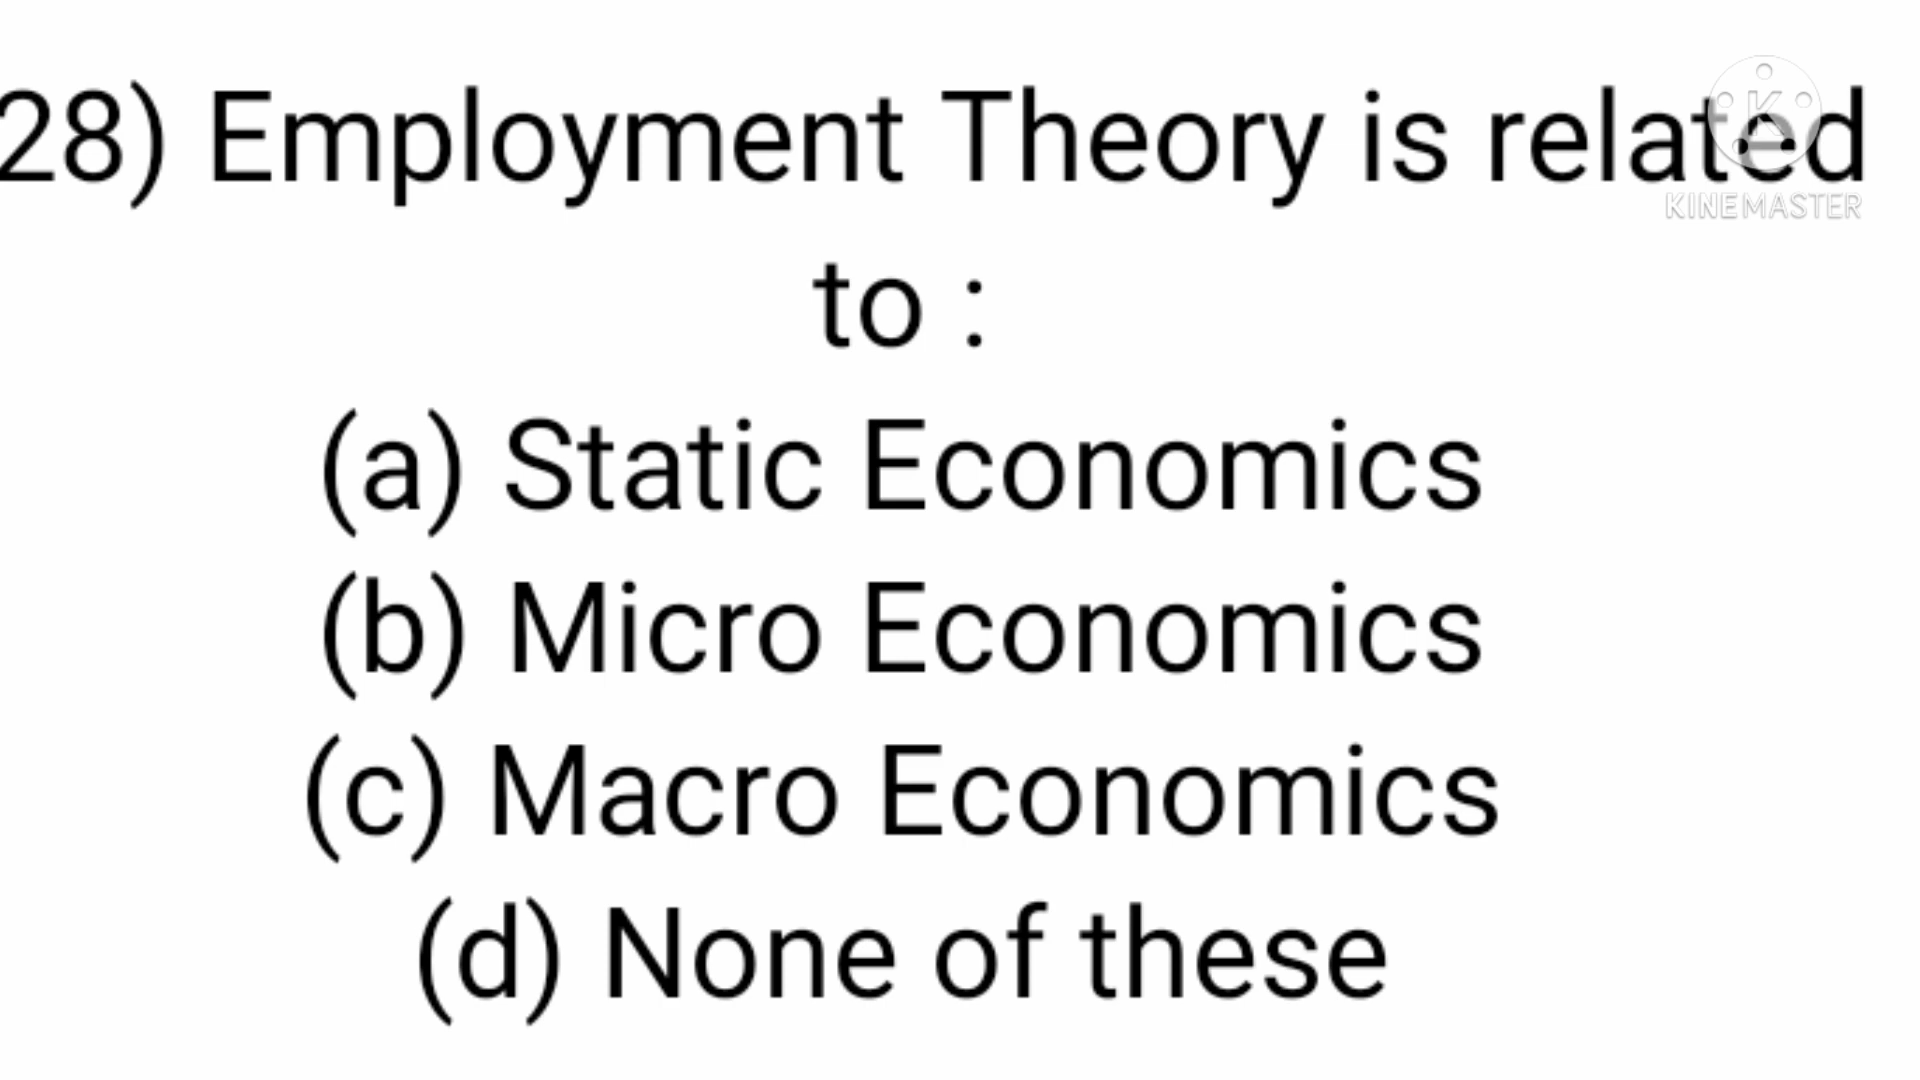 28) Employment Theory is related
KINEMASTER
to :
(a) Static Economics
(b) Micro Economics
(c) Macro Economics
(d) None of these